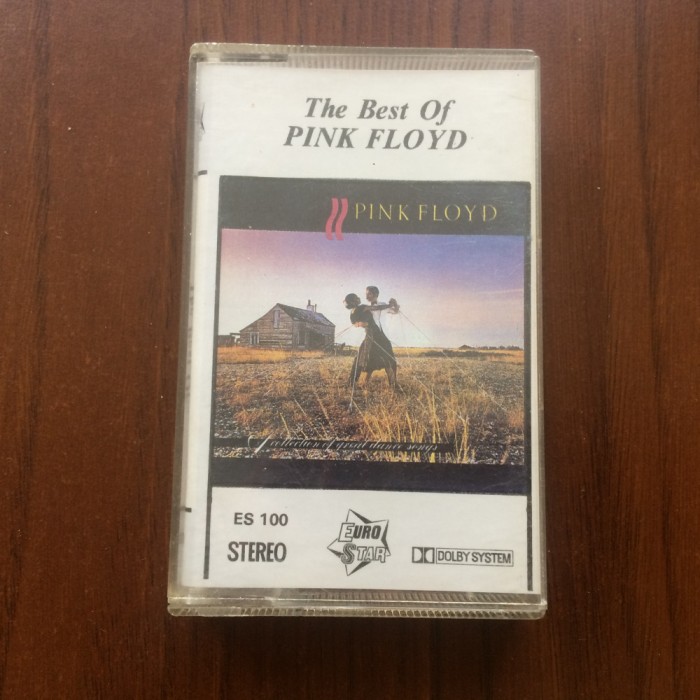 The Best Of
PINK FLOYD
PINK FLOYD
A collection of great dance songs
ES 100
STEREO
EURO
STAR
DOLBY SYSTEM